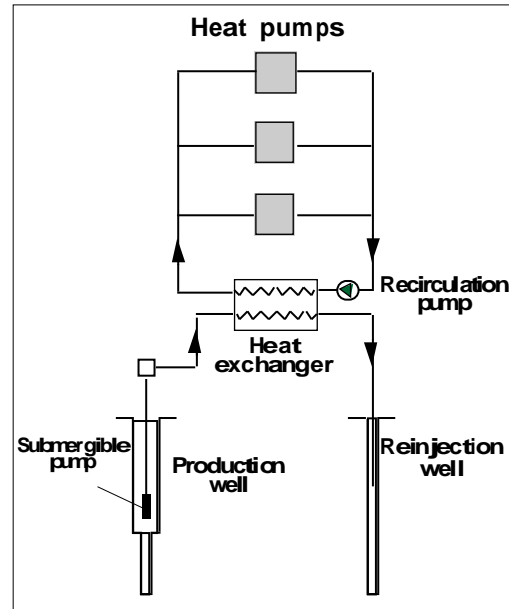 Heat pumps
Recirculation
pump
Heat
exchanger
Submergible
pump
Production
well
Reinjection
well